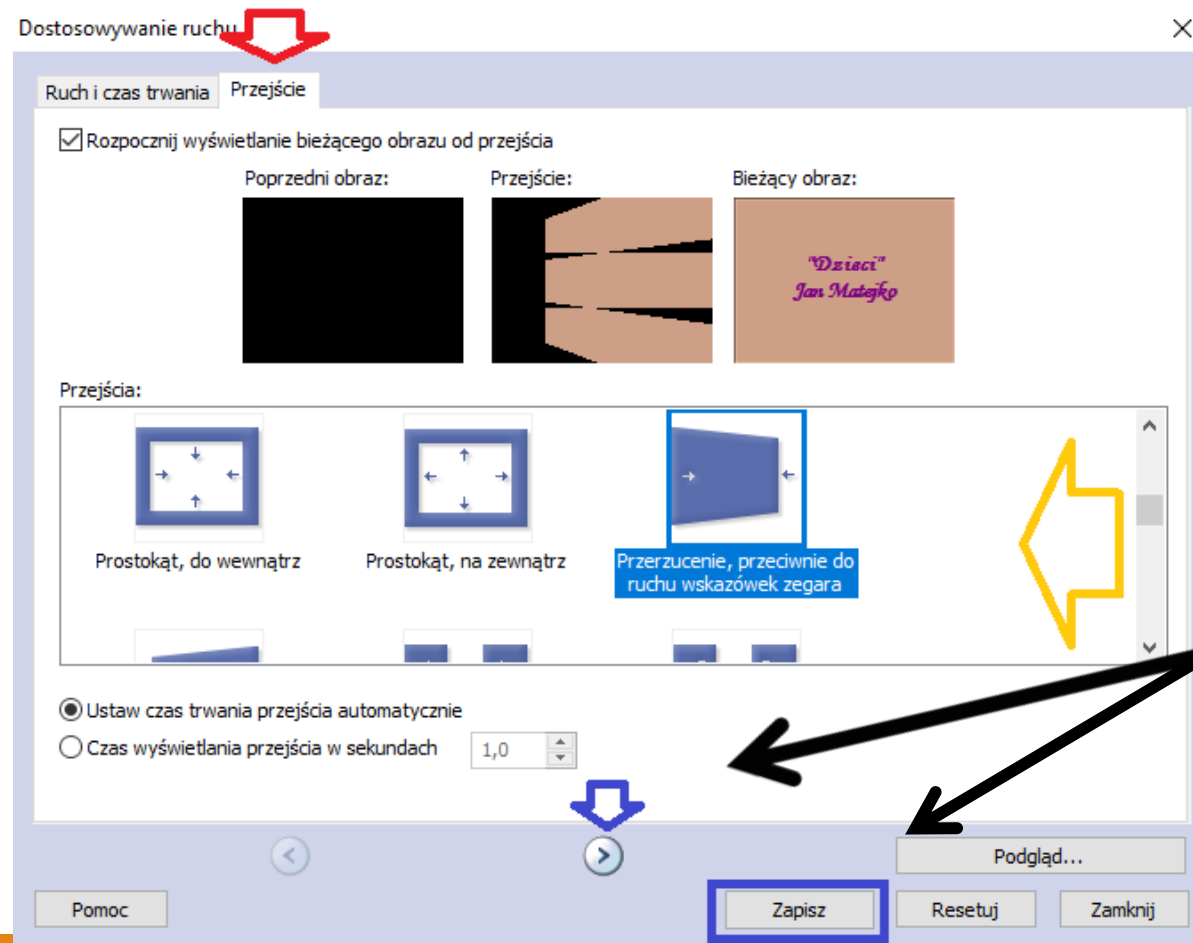 Dostosowywanie ruchu
Ruch i czas trwania
Przejście
Rozpocznij wyświetlanie bieżącego obrazu od przejścia
Poprzedni obraz:
Przejście:
Bieżący obraz:
"Dzieci"
Jan Matejko
Przejścia:
Prostokąt, do wewnątrz
Prostokąt, na zewnątrz
Przerzucenie, przeciwnie do
ruchu wskazówek zegara
Ustaw czas trwania przejścia automatycznie
Czas wyświetlania przejścia w sekundach
1,0
Podgląd...
Pomoc
Zapisz
Resetuj
Zamknij